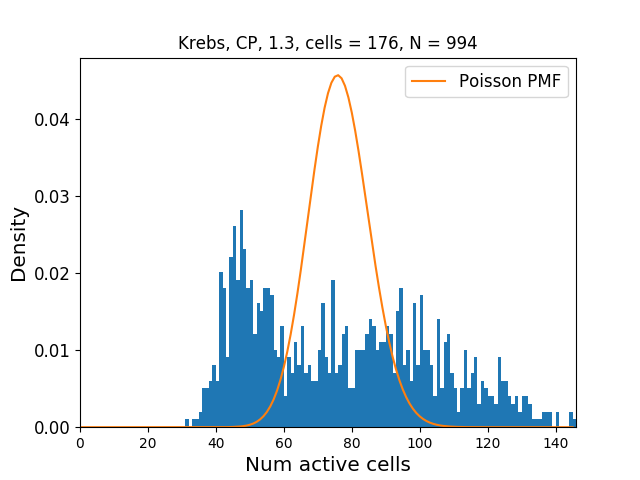 Krebs, CP, 1.3, cells = 176, N = 994
Poisson PMF
0.04
0.03
0.02
0.01
0.00
Density
0 20 40 60 80 100 120 140
Num active cells